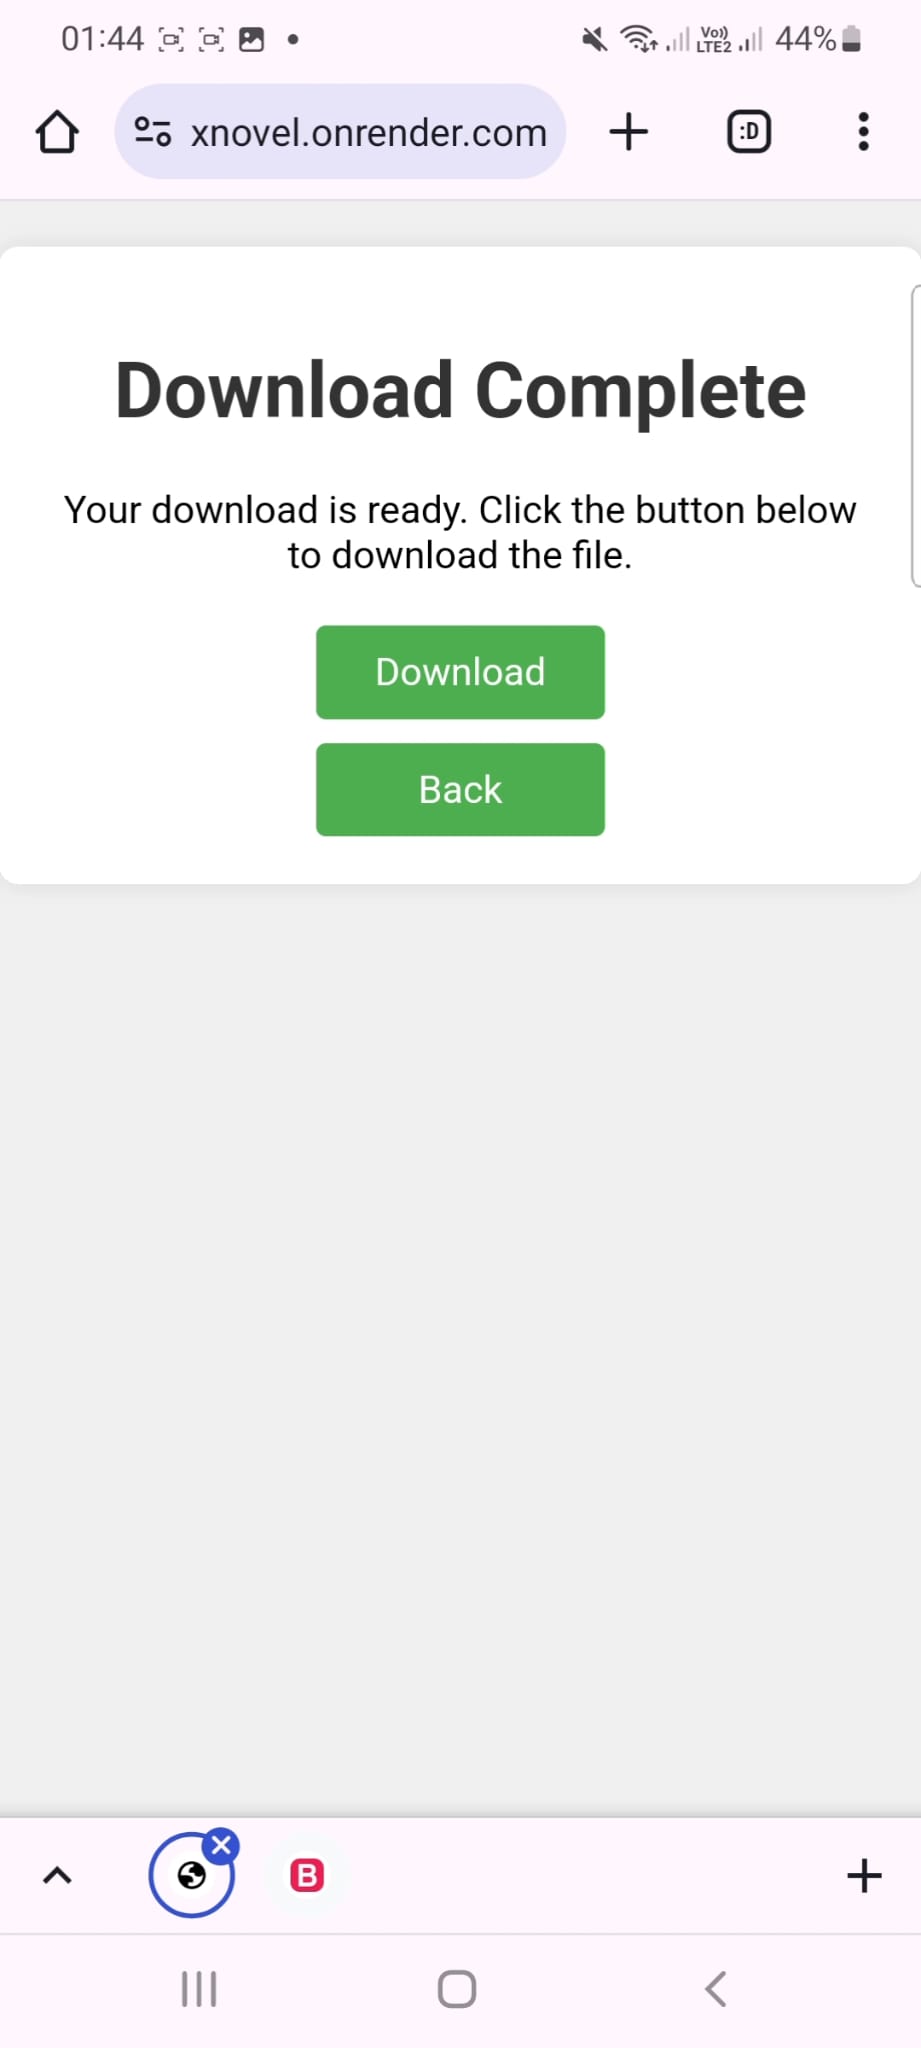 01:44
Vo))
LTE2
44%
xnovel.onrender.com
:D
Download Complete
Your download is ready. Click the button below
to download the file.
Download
Back
B